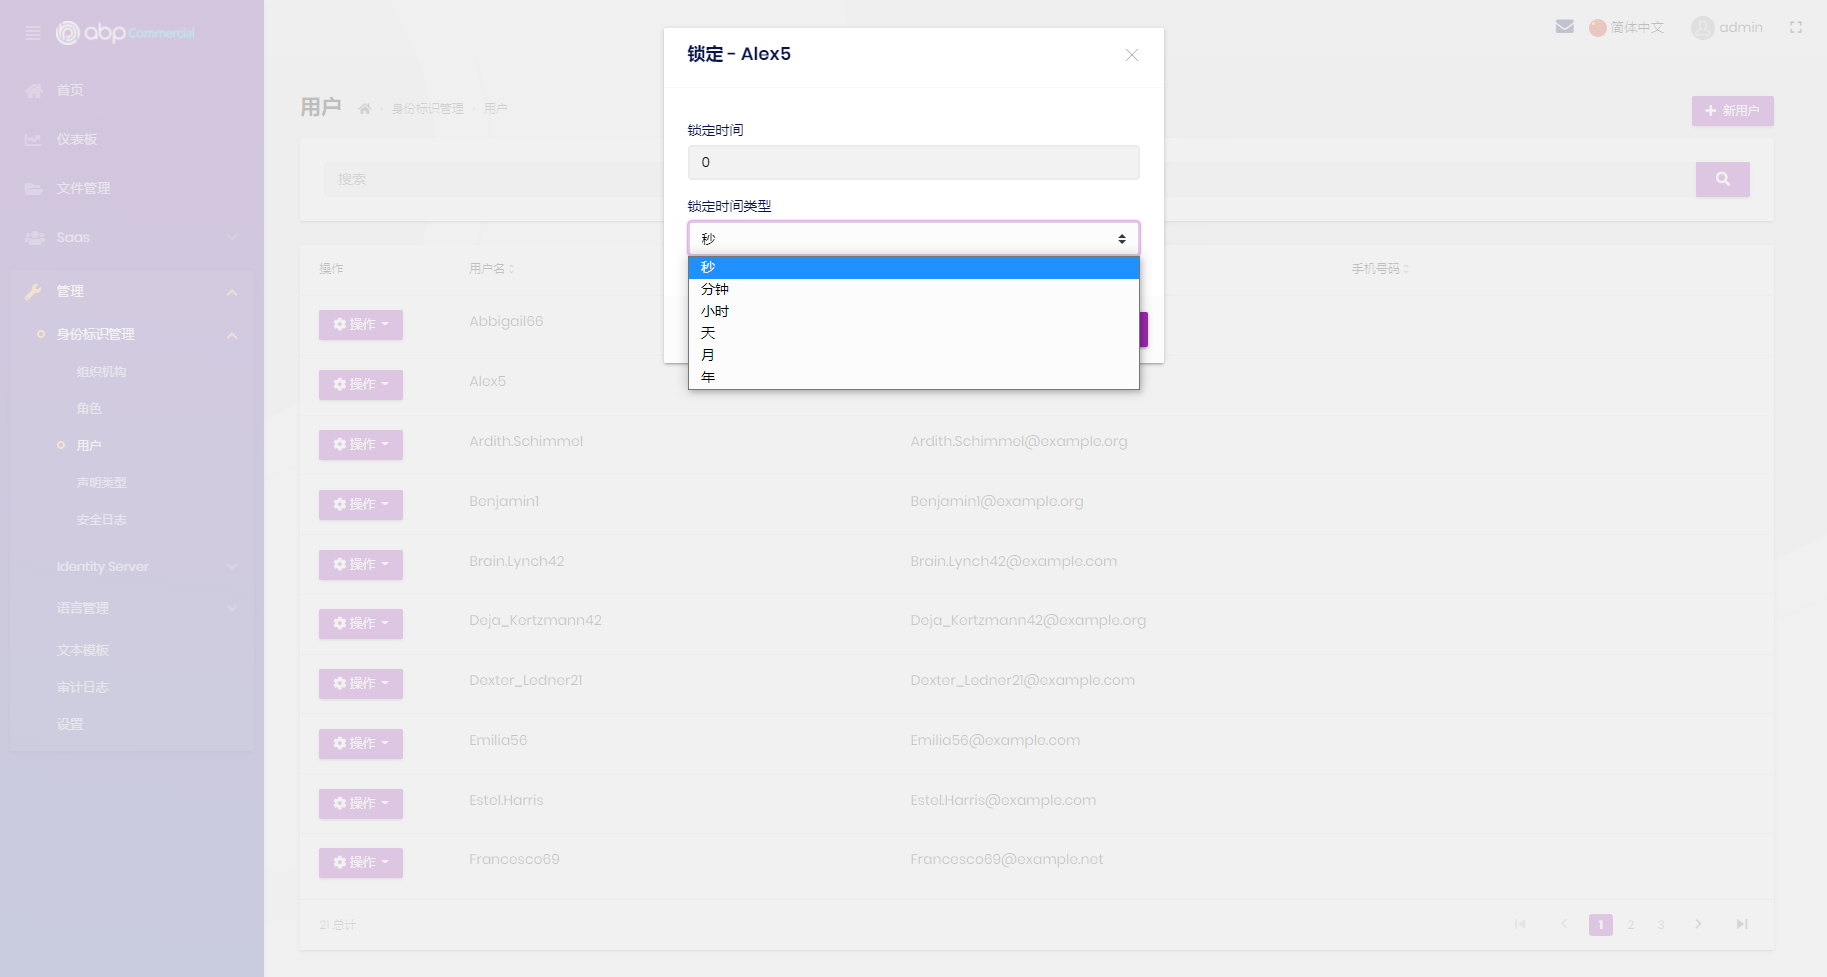 abp Commercial
首页
仪表板
文件管理
Saas
管理
身份标识管理
组织机构
角色
用户
声明类型
安全日志
Identity Server
语言管理
文本模板
审计日志
设置
简体中文
admin
用户
身份标识管理 - 用户
新用户
搜索
操作 用户名 手机号码
操作 Abbigail66
操作 Alex5
操作 Ardith.Schimmel Ardith.Schimmel@example.org
操作 Benjamin1 Benjamin1@example.org
操作 Brain.Lynch42 Brain.Lynch42@example.com
操作 Deja_Kertzmann42 Deja_Kertzmann42@example.org
操作 Dexter_Ledner21 Dexter_Ledner21@example.com
操作 Emilia56 Emilia56@example.com
操作 Estel.Harris Estel.Harris@example.com
操作 Francesco69 Francesco69@example.net
21 总计
1 2 3
锁定 - Alex5
锁定时间
0
锁定时间类型
秒
秒
分钟
小时
天
月
年